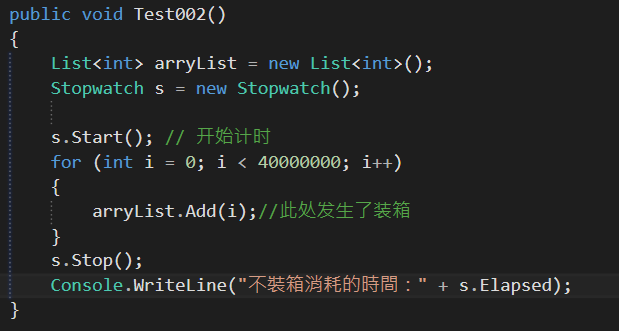 public void Test002()
{
List<int> arryList = new List<int>();
Stopwatch s = new Stopwatch();
s.Start(); // 开始计时
for (int i = 0; i < 40000000; i++)
{
arryList.Add(i);//此处发生了装箱
}
s.Stop();
Console.WriteLine("不裝箱消耗的時間：" + s.Elapsed);
}